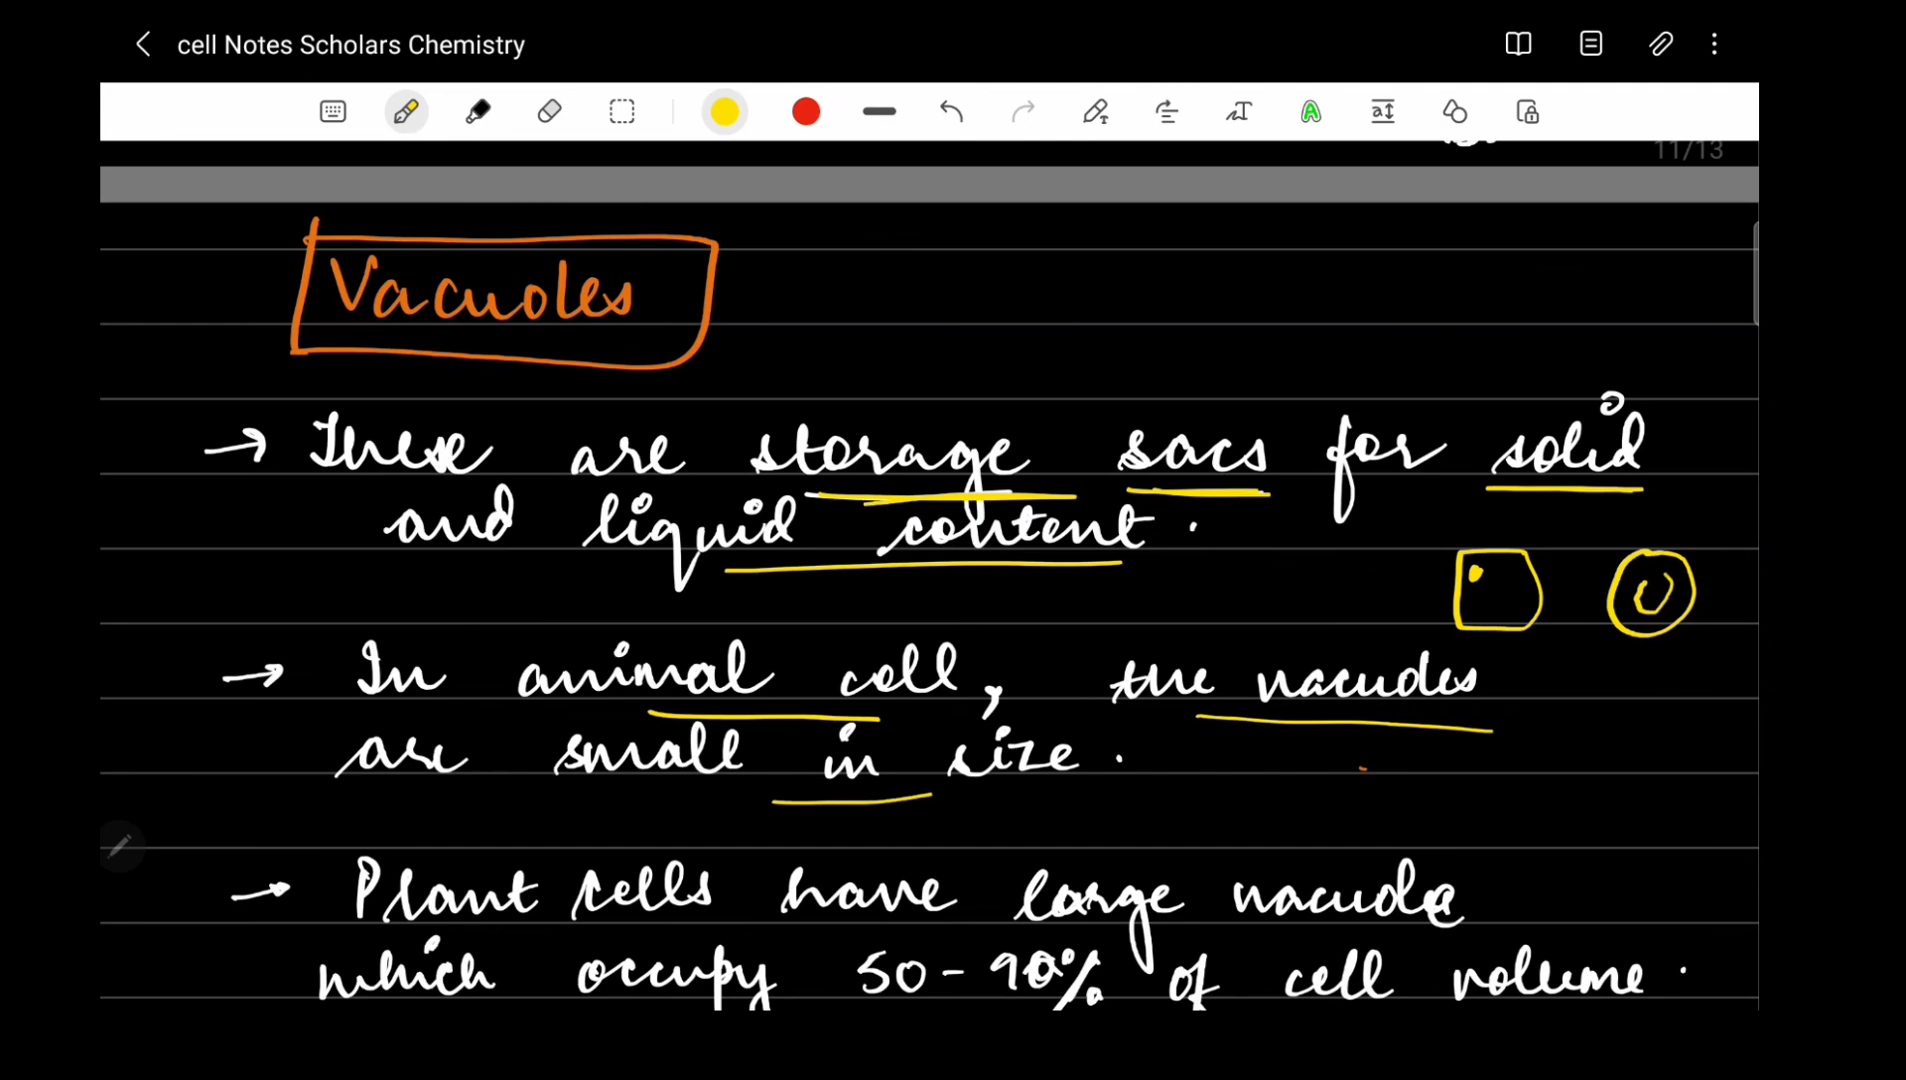 cell Notes Scholars Chemistry
11/13
Vacuoles
→ These are storage sacs for solid
and liquid content.
→ In animal cell, the vacuoles
are small in size.
→ Plant cells have large vacuole
which occupy 50-90% of cell volume.